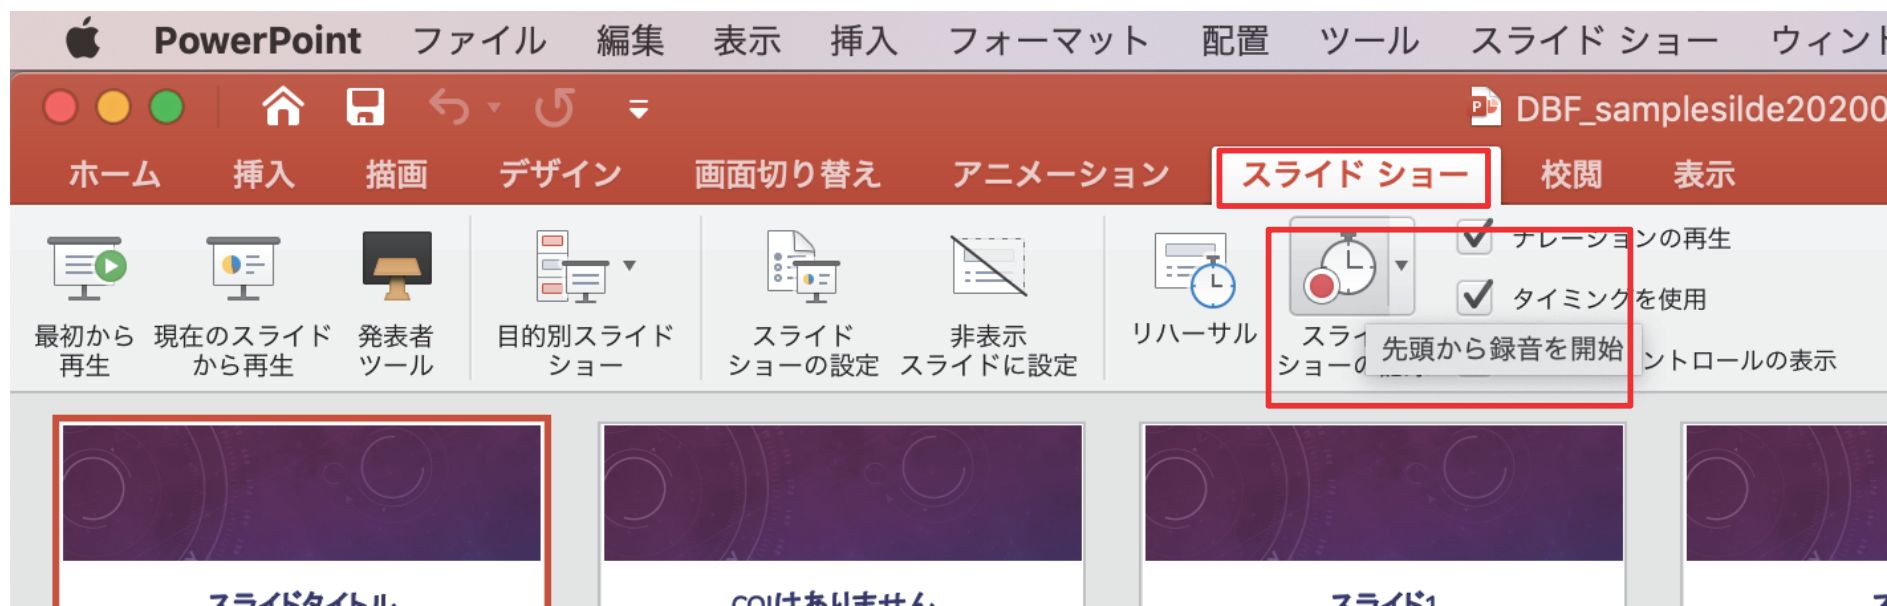 PowerPoint ファイル 編集 表示 挿入 フォーマット 配置 ツール スライド ショー ウィンド
DBF_samplesilde20200
ホーム 挿入 描画 デザイン 画面切り替え アニメーション スライド ショー 校閲 表示
最初から
再生
現在のスライド
から再生
発表者
ツール
目的別スライド
ショー
スライド
ショーの設定
非表示
スライドに設定
リハーサル
スライ
ショーの
先頭から録音を開始
ナレーションの再生
タイミングを使用
ントロールの表示
スライドタイトル
COIはありません
スライド1